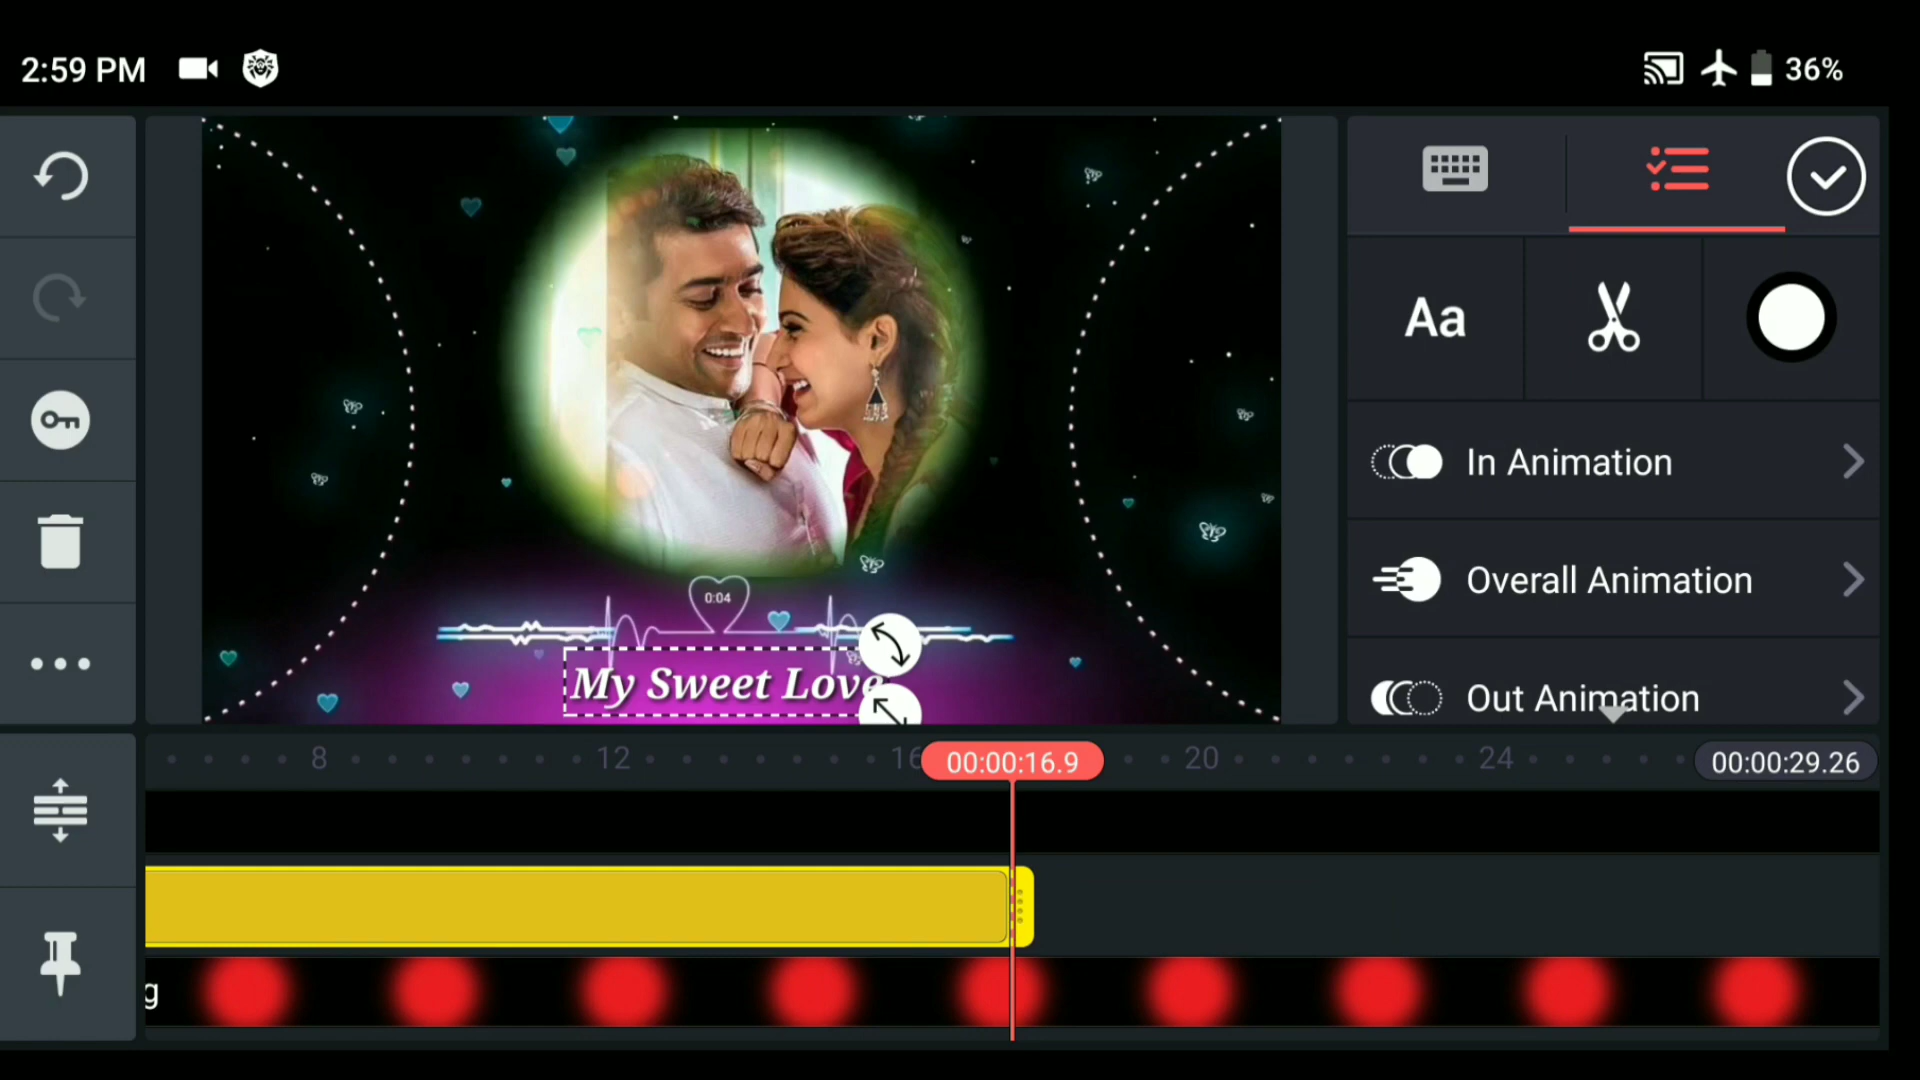 2:59 PM
36%
Aa
In Animation
Overall Animation
Out Animation
0:04
My Sweet Love
8 12 16 20 24
00:00:16.9
00:00:29.26
g